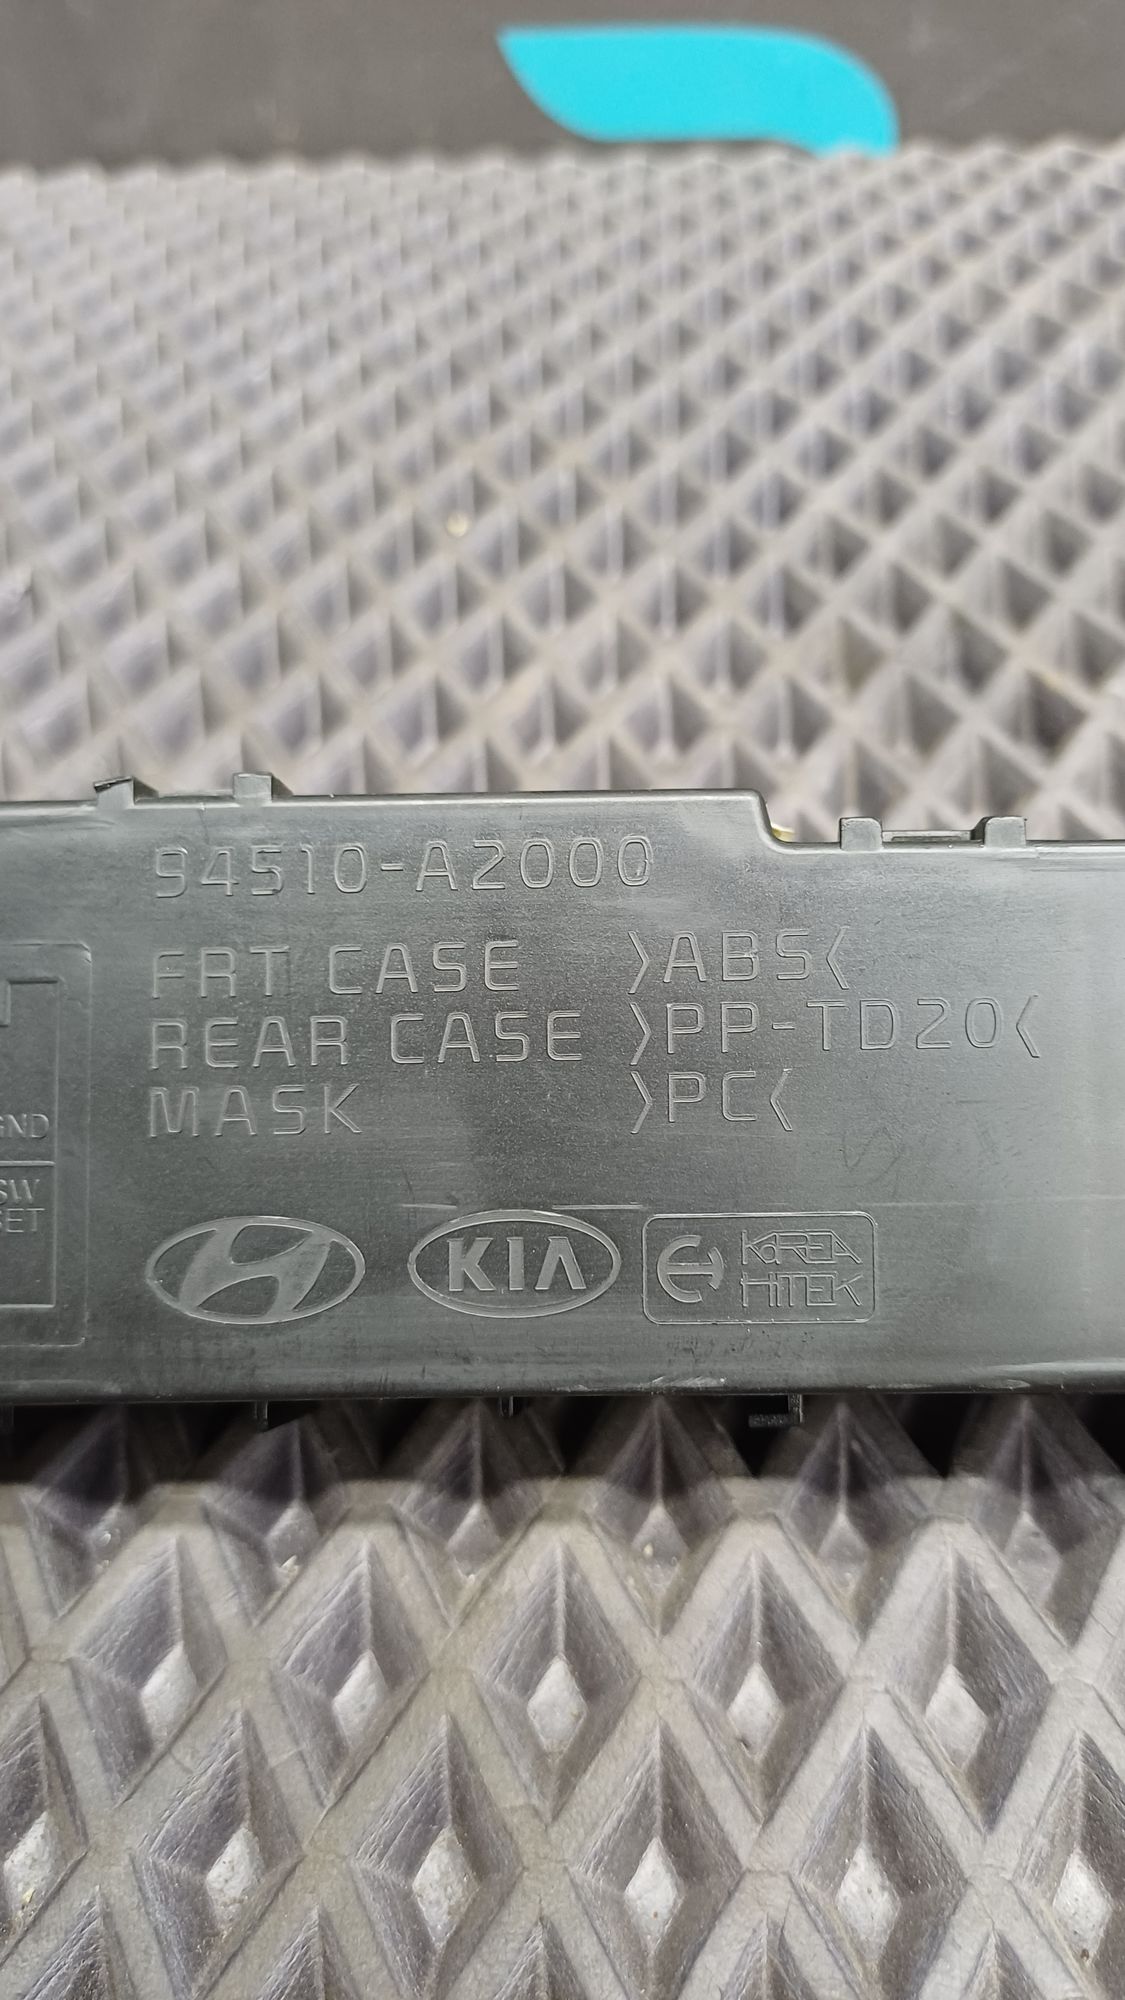 94510-A2000
FRT CASE >ABS<
REAR CASE >PP-TD20<
MASK >PC<
GND
SW
SET
KIA
KOREA
HiTEK